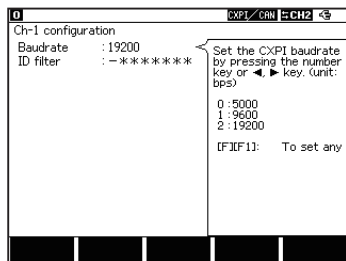 0 CXPI/CAN ⇆CH2
Ch-1 configuration
Baudrate : 19200
ID filter : -*******
Set the CXPI baudrate
by pressing the number
key or ◀, ▶ key. (unit:
bps)
0 : 5000
1 : 9600
2 : 19200
[F][F1]: To set any